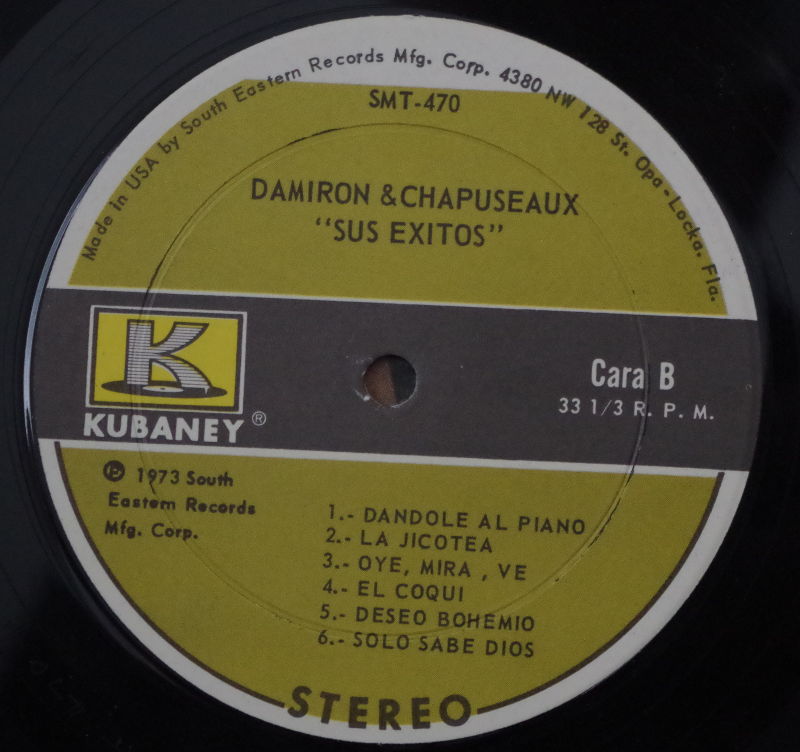 Made in USA by South Eastern Records Mfg. Corp. 4380 NW 128 St. Opa-Locka. Fla.
SMT-470
DAMIRON & CHAPUSEAUX
"SUS EXITOS"
K
KUBANEY®
Cara B
33 1/3 R. P. M.
℗ 1973 South
Eastern Records
Mfg. Corp.
1.- DANDOLE AL PIANO
2.- LA JICOTEA
3.- OYE, MIRA , VE
4.- EL COQUI
5.- DESEO BOHEMIO
6.- SOLO SABE DIOS
STEREO